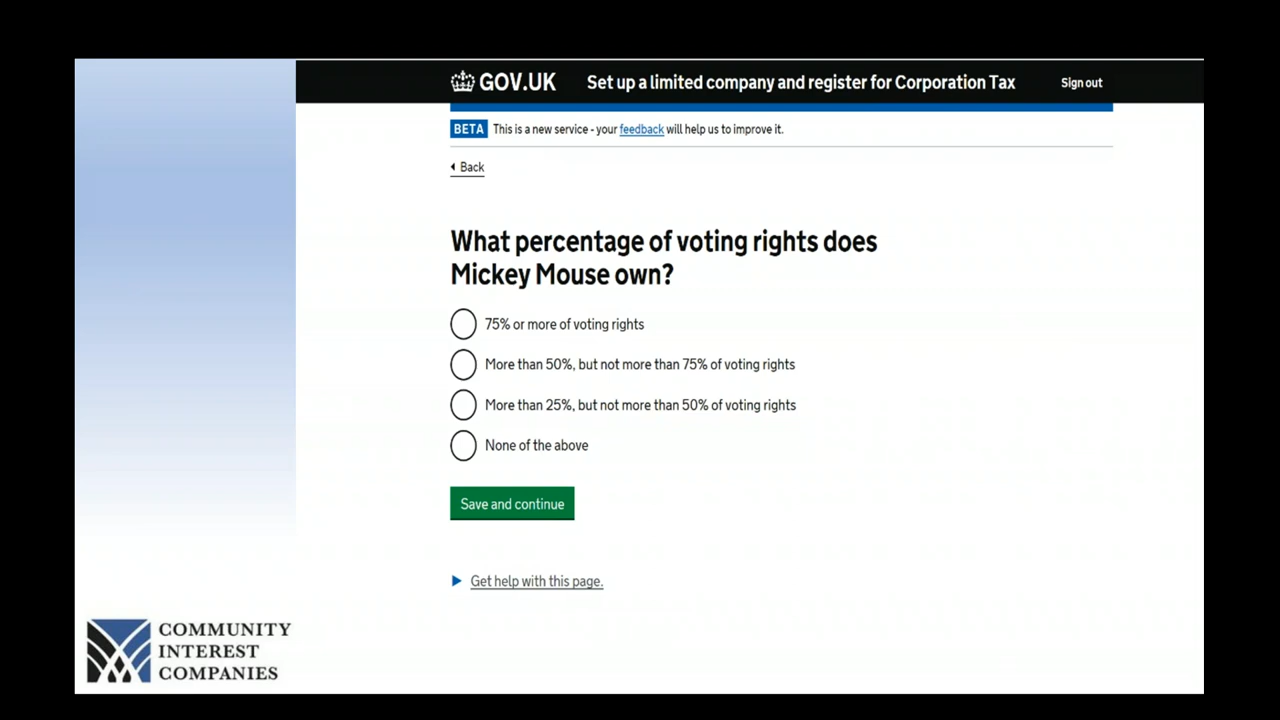 GOV.UK Set up a limited company and register for Corporation Tax Sign out
BETA This is a new service - your feedback will help us to improve it.
Back
What percentage of voting rights does
Mickey Mouse own?
75% or more of voting rights
More than 50%, but not more than 75% of voting rights
More than 25%, but not more than 50% of voting rights
None of the above
Save and continue
Get help with this page.
COMMUNITY
INTEREST
COMPANIES